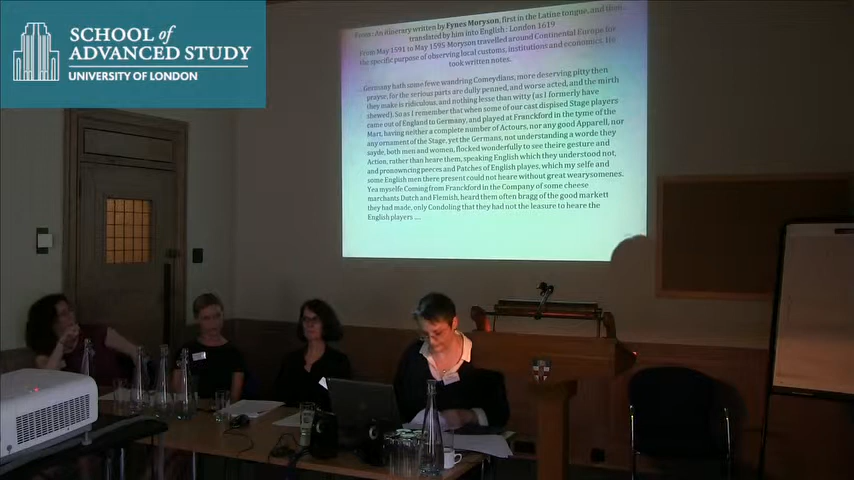 SCHOOL of
ADVANCED STUDY
UNIVERSITY OF LONDON
From : An itinerary written by Fynes Moryson, first in the Latine tongue, and then
translated by him into English : London 1619
From May 1591 to May 1595 Moryson travelled around Continental Europe for
the specific purpose of observing local customs, institutions and economics. He
took written notes.
Germany hath some fewe wandring Comeydians, more deserving pitty then
prayse, for the serious parts are dully penned, and worse acted, and the mirth
they make is ridiculous, and nothing lesse than witty (as I formerly have
shewed). So as I remember that when some of our cast dispised Stage players
came out of England to Germany, and played at Franckford in the tyme of the
Mart, having neither a complete number of Actours, nor any good Apparell, nor
any ornament of the Stage, yet the Germans, not understanding a worde they
sayde, both men and women, flocked wonderfully to see theire gesture and
Action, rather than heare them, speaking English which they understood not,
and pronowncing peeces and Patches of English playes, which my selfe and
some English men there present could not heare without great wearysomenes.
Yea myselfe Coming from Franckford in the Company of some cheese
marchants Dutch and Flemish, heard them often bragg of the good markett
they had made, only Condoling that they had not the leasure to heare the
English players ...